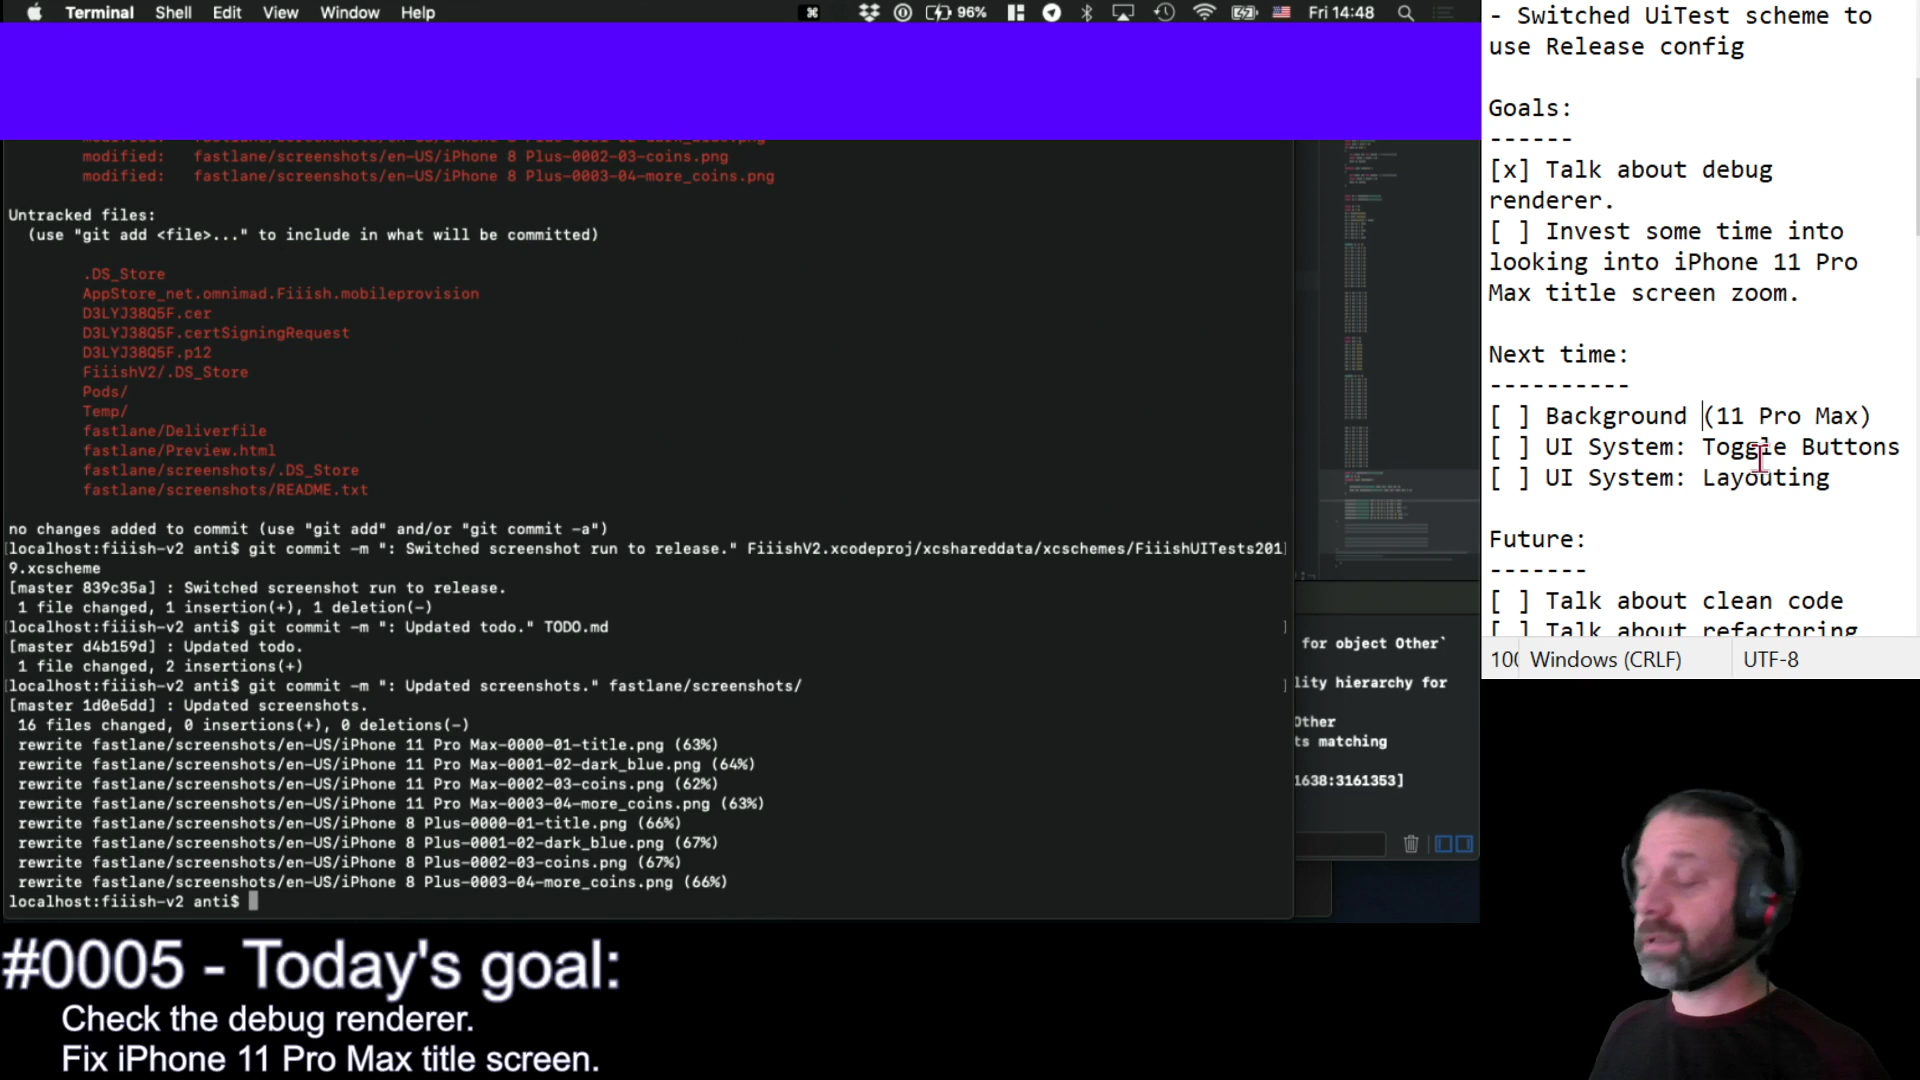 Terminal Shell Edit View Window Help 96% Fri 14:48
modified: fastlane/screenshots/en-US/iPhone 8 Plus-0002-03-coins.png
modified: fastlane/screenshots/en-US/iPhone 8 Plus-0003-04-more_coins.png
Untracked files:
(use "git add <file>..." to include in what will be committed)
.DS_Store
AppStore_net.omnimad.Fiiish.mobileprovision
D3LYJ38Q5F.cer
D3LYJ38Q5F.certSigningRequest
D3LYJ38Q5F.p12
FiiishV2/.DS_Store
Pods/
Temp/
fastlane/Deliverfile
fastlane/Preview.html
fastlane/screenshots/.DS_Store
fastlane/screenshots/README.txt
no changes added to commit (use "git add" and/or "git commit -a")
[localhost:fiiish-v2 anti$ git commit -m ": Switched screenshot run to release." FiiishV2.xcodeproj/xcshareddata/xcschemes/FiiishUITests201]
9.xcscheme
[master 839c35a] : Switched screenshot run to release.
1 file changed, 1 insertion(+), 1 deletion(-)
[localhost:fiiish-v2 anti$ git commit -m ": Updated todo." TODO.md ]
[master d4b159d] : Updated todo.
1 file changed, 2 insertions(+)
[localhost:fiiish-v2 anti$ git commit -m ": Updated screenshots." fastlane/screenshots/ ]
[master 1d0e5dd] : Updated screenshots.
16 files changed, 0 insertions(+), 0 deletions(-)
rewrite fastlane/screenshots/en-US/iPhone 11 Pro Max-0000-01-title.png (63%)
rewrite fastlane/screenshots/en-US/iPhone 11 Pro Max-0001-02-dark_blue.png (64%)
rewrite fastlane/screenshots/en-US/iPhone 11 Pro Max-0002-03-coins.png (62%)
rewrite fastlane/screenshots/en-US/iPhone 11 Pro Max-0003-04-more_coins.png (63%)
rewrite fastlane/screenshots/en-US/iPhone 8 Plus-0000-01-title.png (66%)
rewrite fastlane/screenshots/en-US/iPhone 8 Plus-0001-02-dark_blue.png (67%)
rewrite fastlane/screenshots/en-US/iPhone 8 Plus-0002-03-coins.png (67%)
rewrite fastlane/screenshots/en-US/iPhone 8 Plus-0003-04-more_coins.png (66%)
localhost:fiiish-v2 anti$
for object Other`
lity hierarchy for
Other
ts matching
1638:3161353]
- Switched UiTest scheme to
use Release config
Goals:
------
[x] Talk about debug
renderer.
[ ] Invest some time into
looking into iPhone 11 Pro
Max title screen zoom.
Next time:
----------
[ ] Background (11 Pro Max)
[ ] UI System: Toggle Buttons
[ ] UI System: Layouting
Future:
-------
[ ] Talk about clean code
[ ] Talk about refactoring
Windows (CRLF) UTF-8
#0005 - Today's goal:
Check the debug renderer.
Fix iPhone 11 Pro Max title screen.